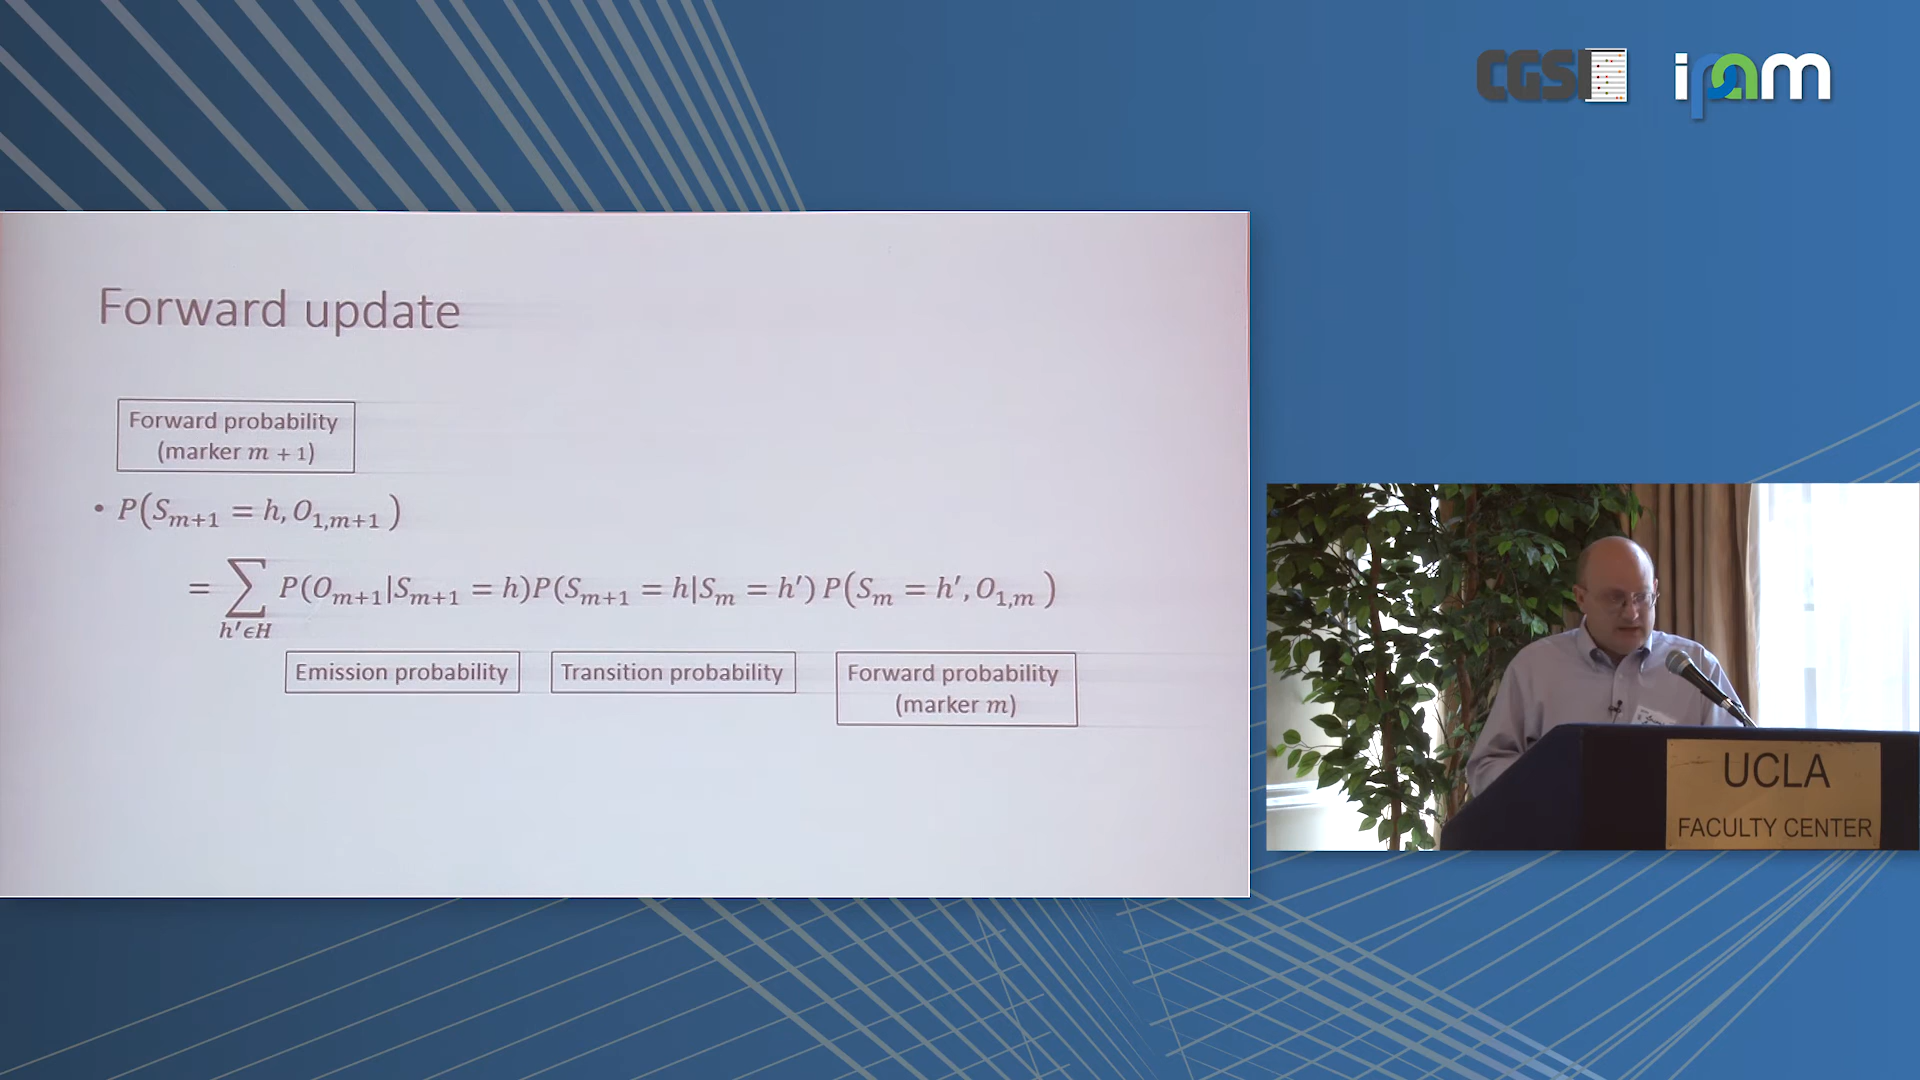 CGSI
ipam
Forward update
Forward probability
(marker m + 1)
• P(S_{m+1} = h, O_{1,m+1})
= ∑_{h'ϵH} P(O_{m+1}|S_{m+1} = h)P(S_{m+1} = h|S_m = h') P(S_m = h', O_{1,m})
Emission probability
Transition probability
Forward probability
(marker m)
UCLA
FACULTY CENTER